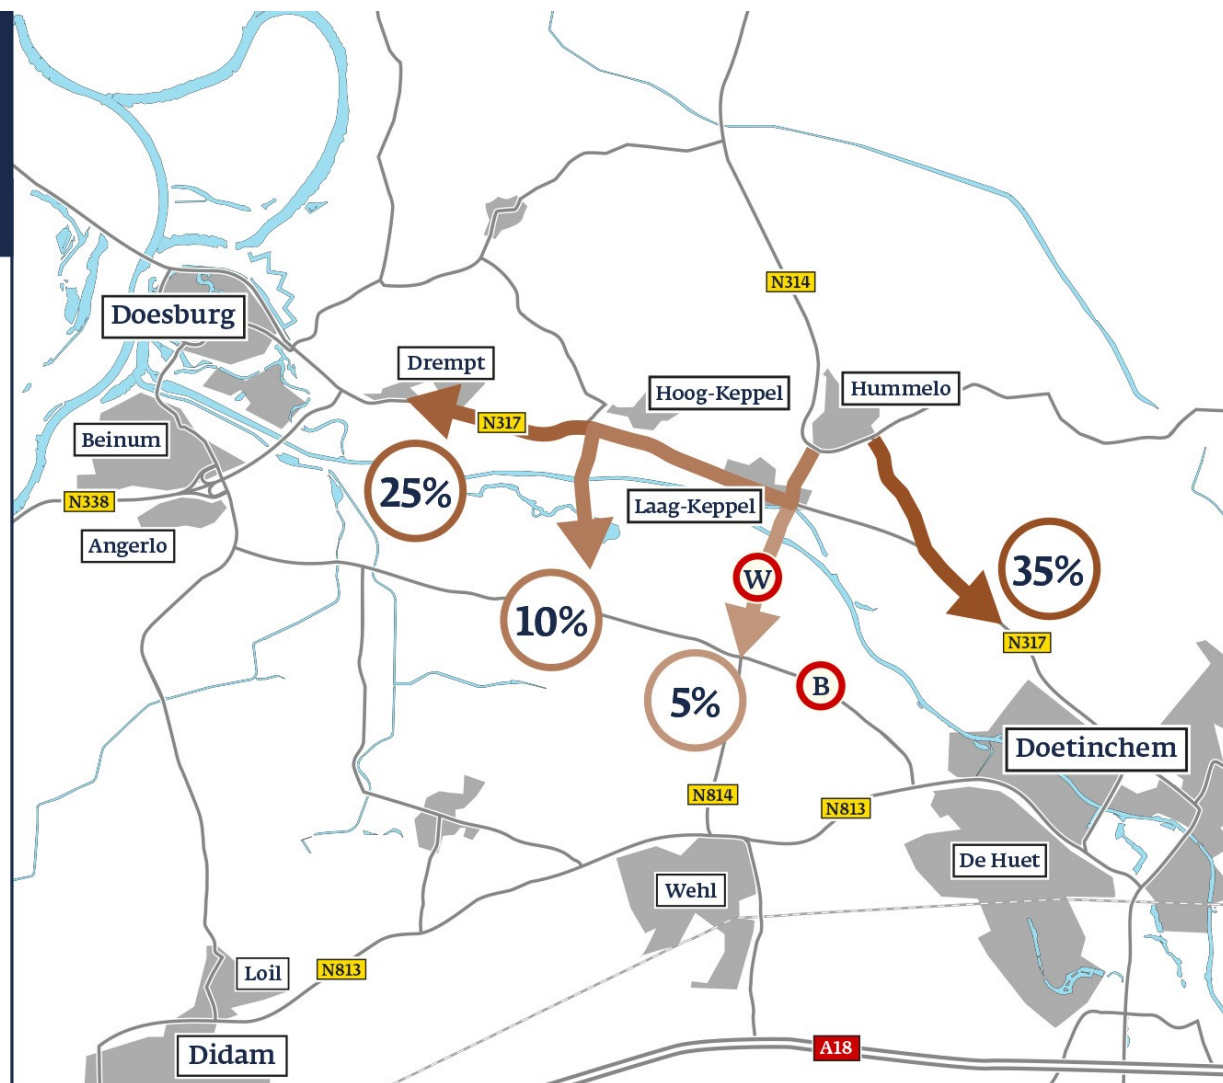 N314
Doesburg
Drempt
Hoog-Keppel
Hummelo
N317
Beinum
25%
Laag-Keppel
N338
Angerlo
W
35%
10%
N317
B
5%
Doetinchem
N814
N813
De Huet
Wehl
Loil
N813
Didam
A18